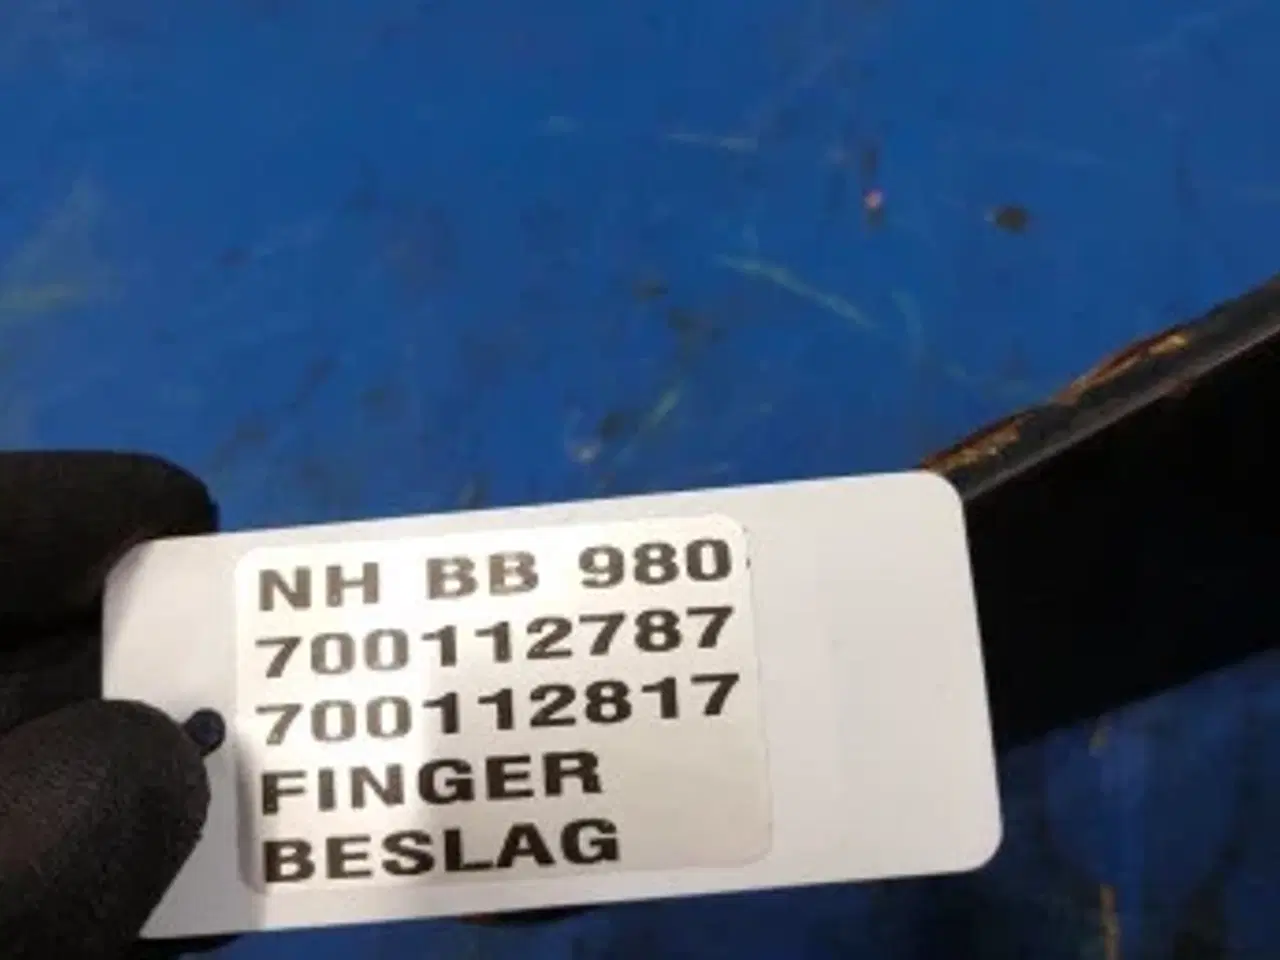 NH BB 980
700112787
700112817
FINGER
BESLAG